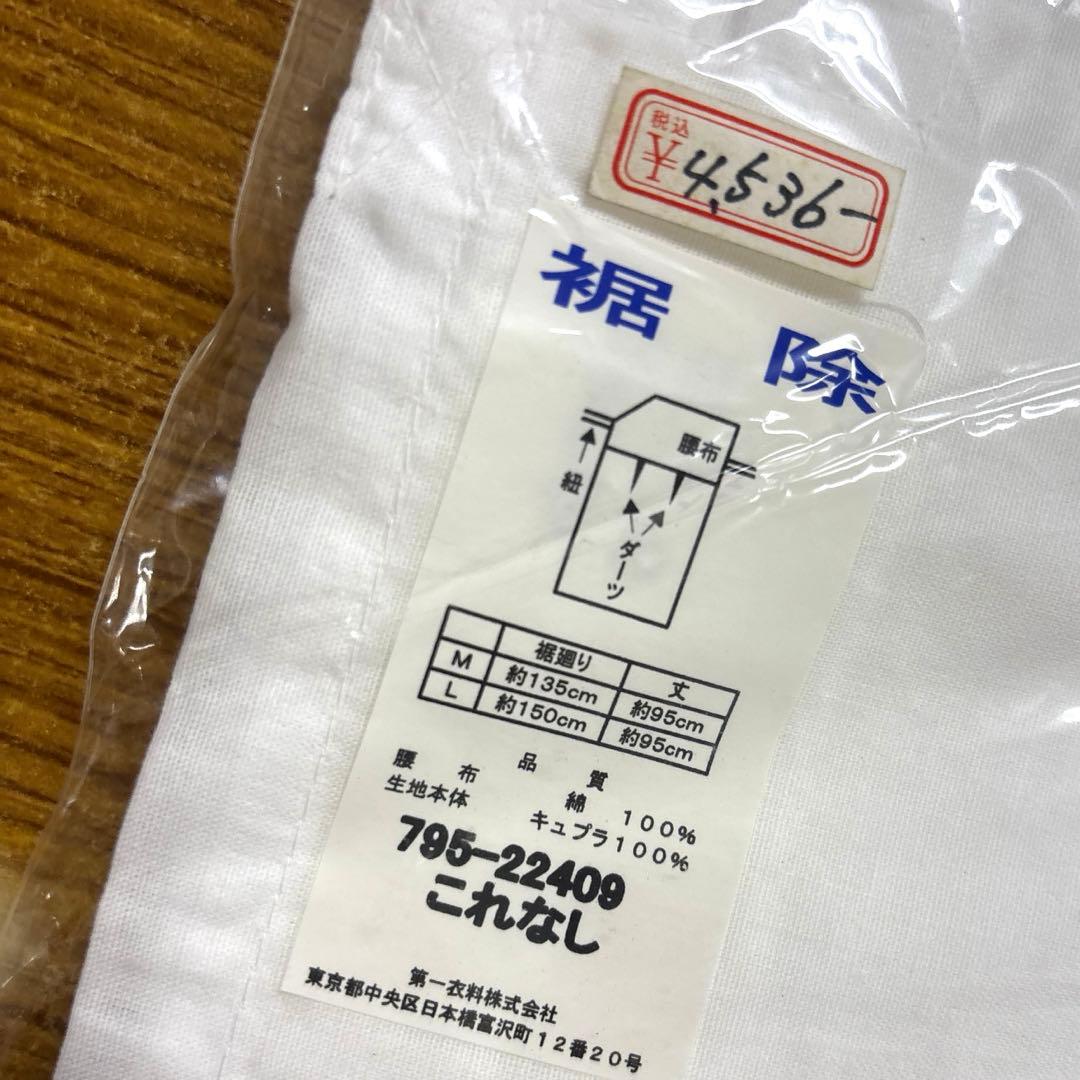 税込
¥4,536-
裾 除
腰布
紐
ダーツ
裾廻り 丈
M 約135cm 約95cm
L 約150cm 約95cm
品質
腰布 綿 100%
生地本体 キュプラ100%
795-22409
これなし
第一衣料株式会社
東京都中央区日本橋富沢町12番20号